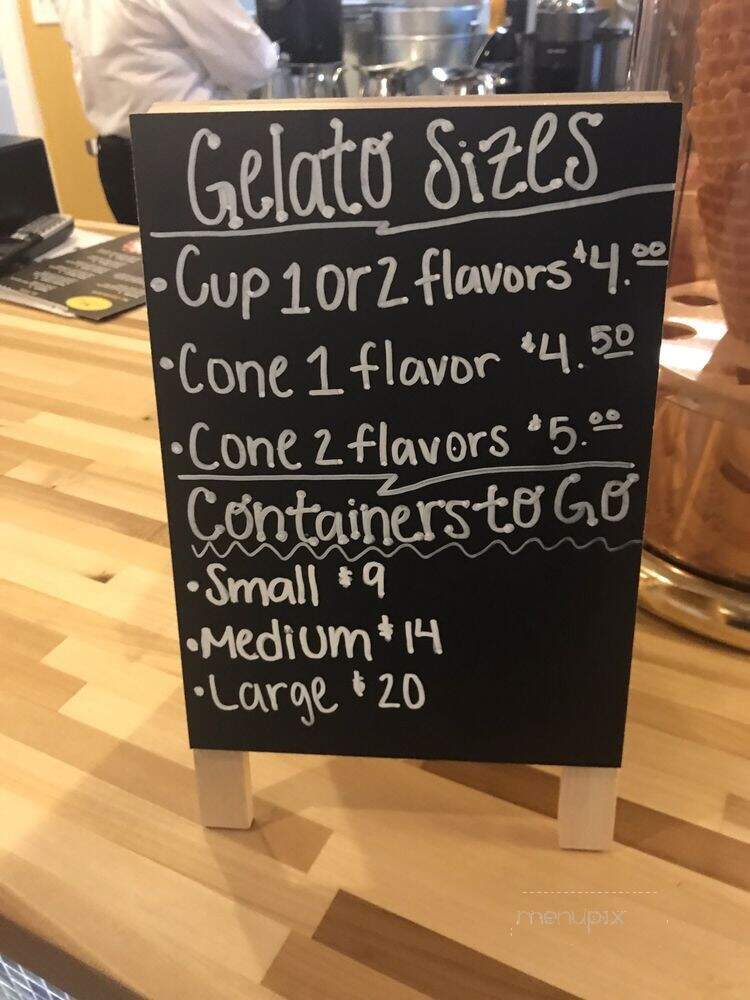 Gelato Sizes
• Cup 1 or 2 flavors $4.00
• Cone 1 flavor $4.50
• Cone 2 flavors $5.00
Containers to Go
• Small $9
• Medium $14
• Large $20
menupix